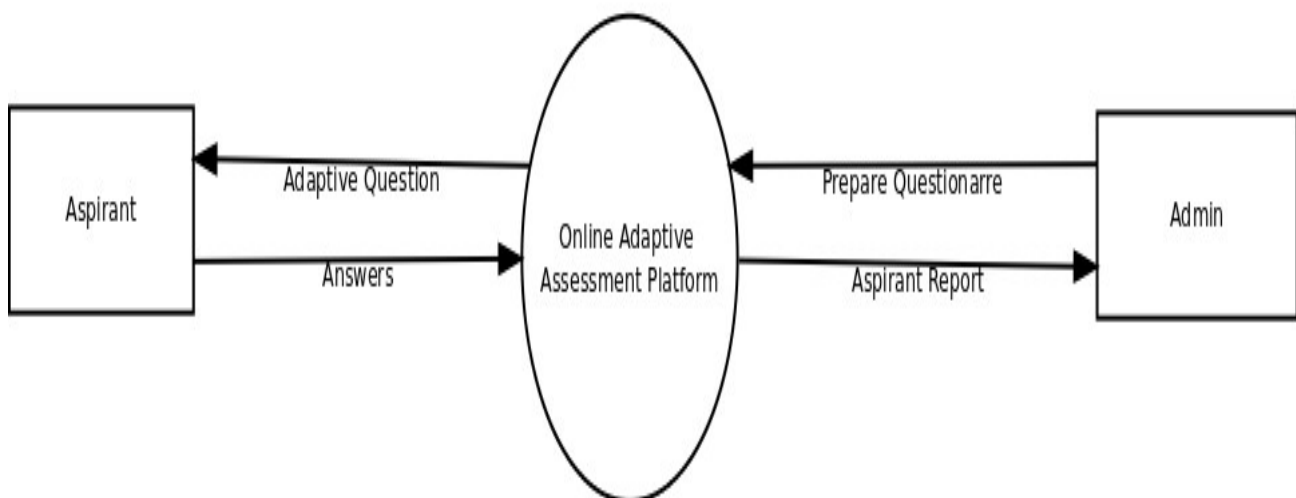 Aspirant
Adaptive Question
Answers
Online Adaptive
Assessment Platform
Prepare Questionarre
Aspirant Report
Admin